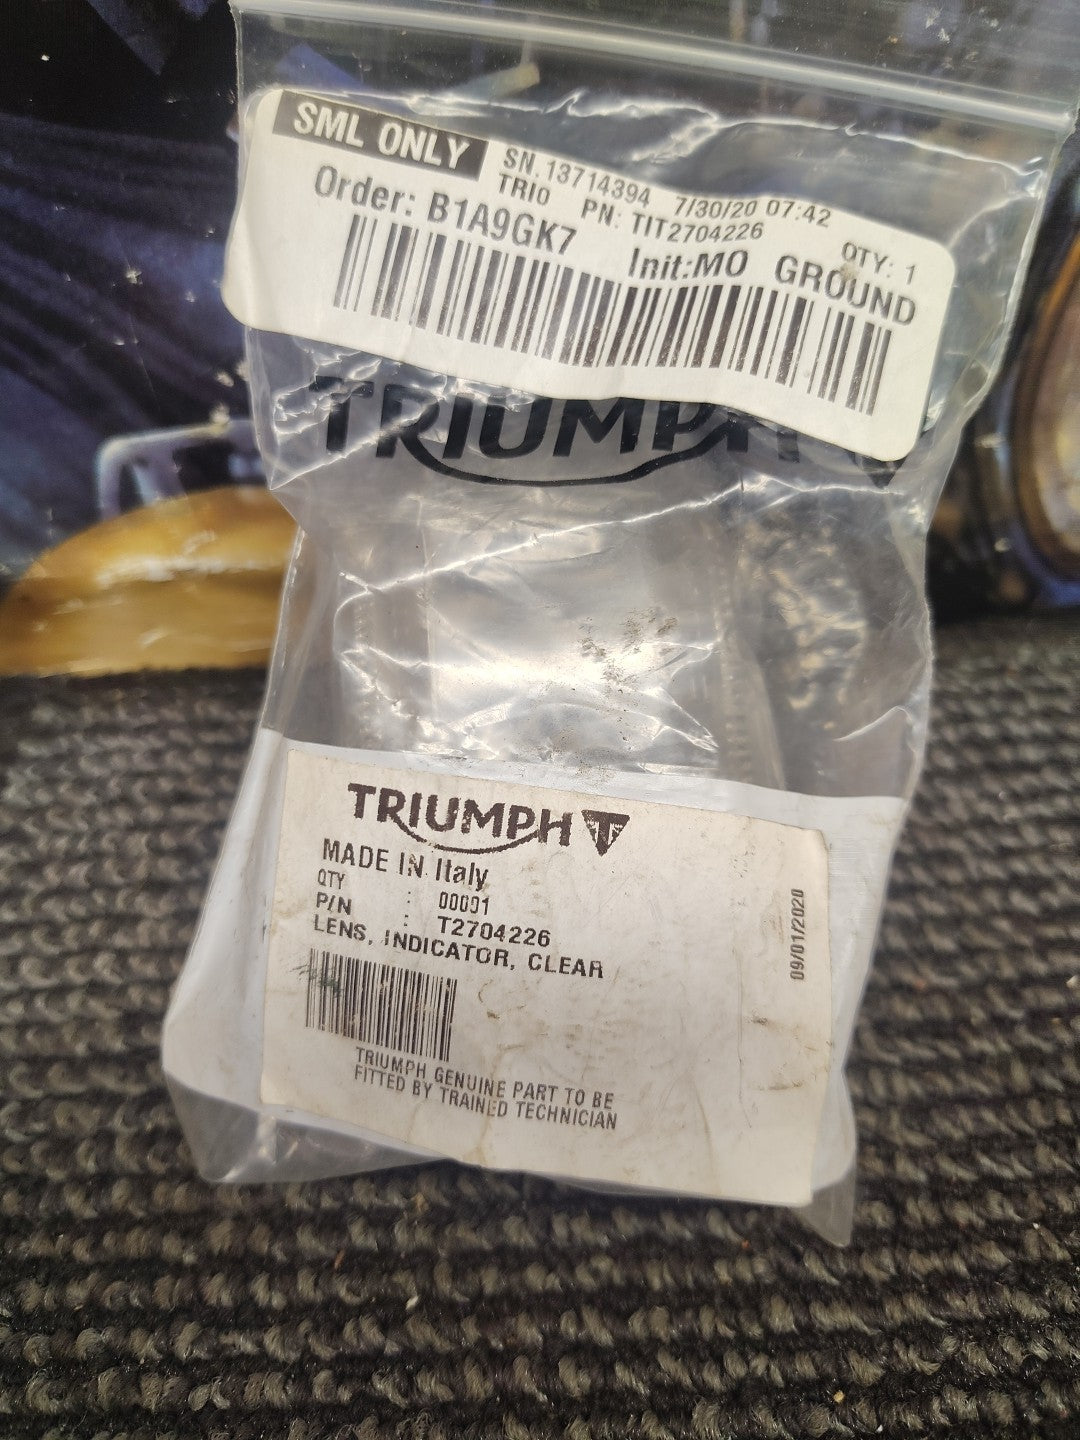 SML ONLY
SN. 13714394 7/30/20 07:42
TRI0 PN: TIT2704226 QTY: 1
Order: B1A9GK7 Init:MO GROUND
TRIUMPH
TRIUMPH
MADE IN Italy
QTY : 00001
P/N : T2704226
LENS, INDICATOR, CLEAR
TRIUMPH GENUINE PART TO BE
FITTED BY TRAINED TECHNICIAN
09/01/2020